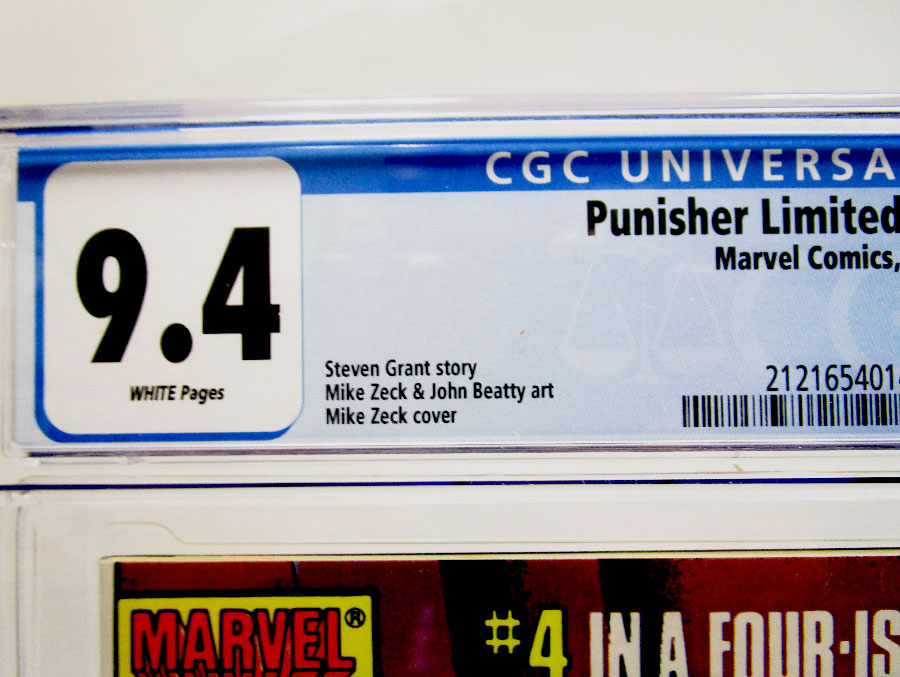 CGC UNIVERSA
9.4
WHITE Pages
Punisher Limited
Marvel Comics,
Steven Grant story
Mike Zeck & John Beatty art
Mike Zeck cover
212165401
MARVEL®
#4 IN A FOUR-IS